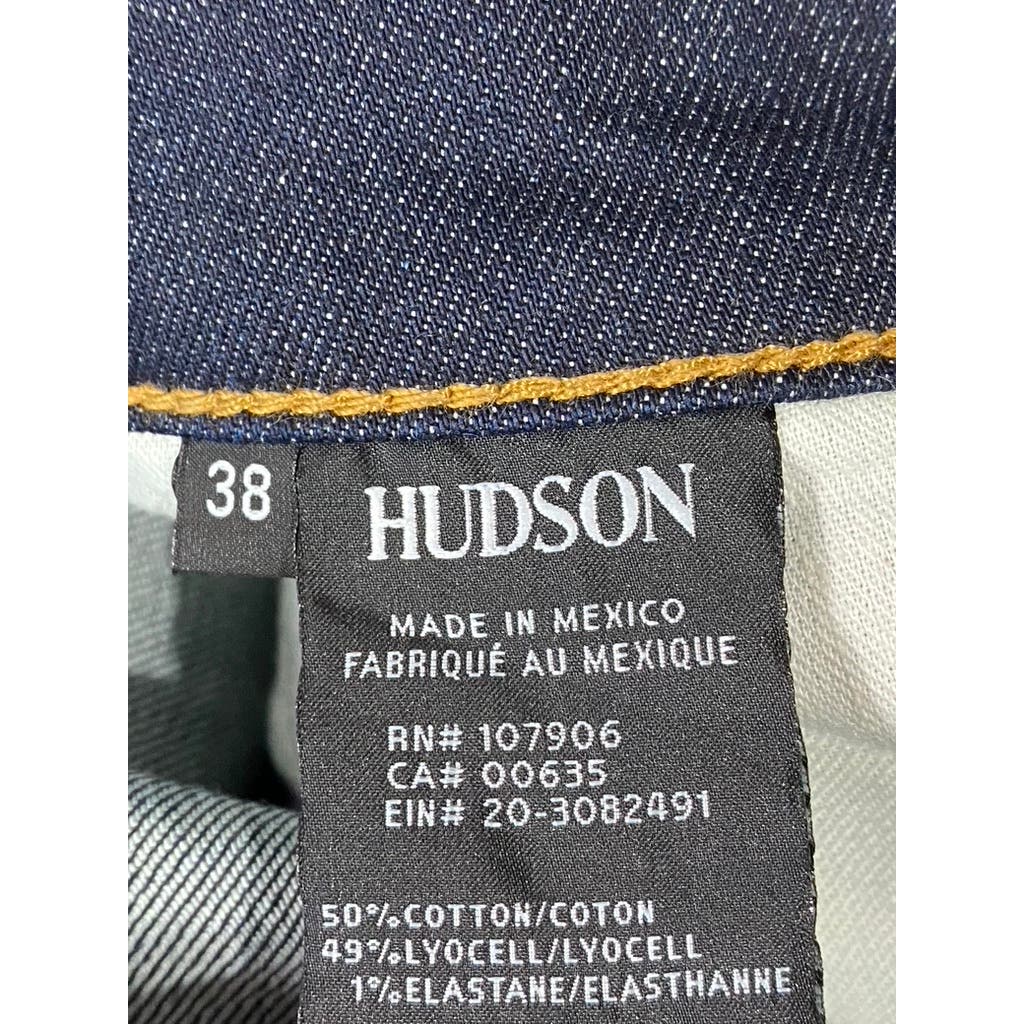 38
HUDSON
MADE IN MEXICO
FABRIQUÉ AU MEXIQUE
RN# 107906
CA# 00635
EIN# 20-3082491
50%COTTON/COTON
49%LYOCELL/LYOCELL
1%ELASTANE/ELASTHANNE